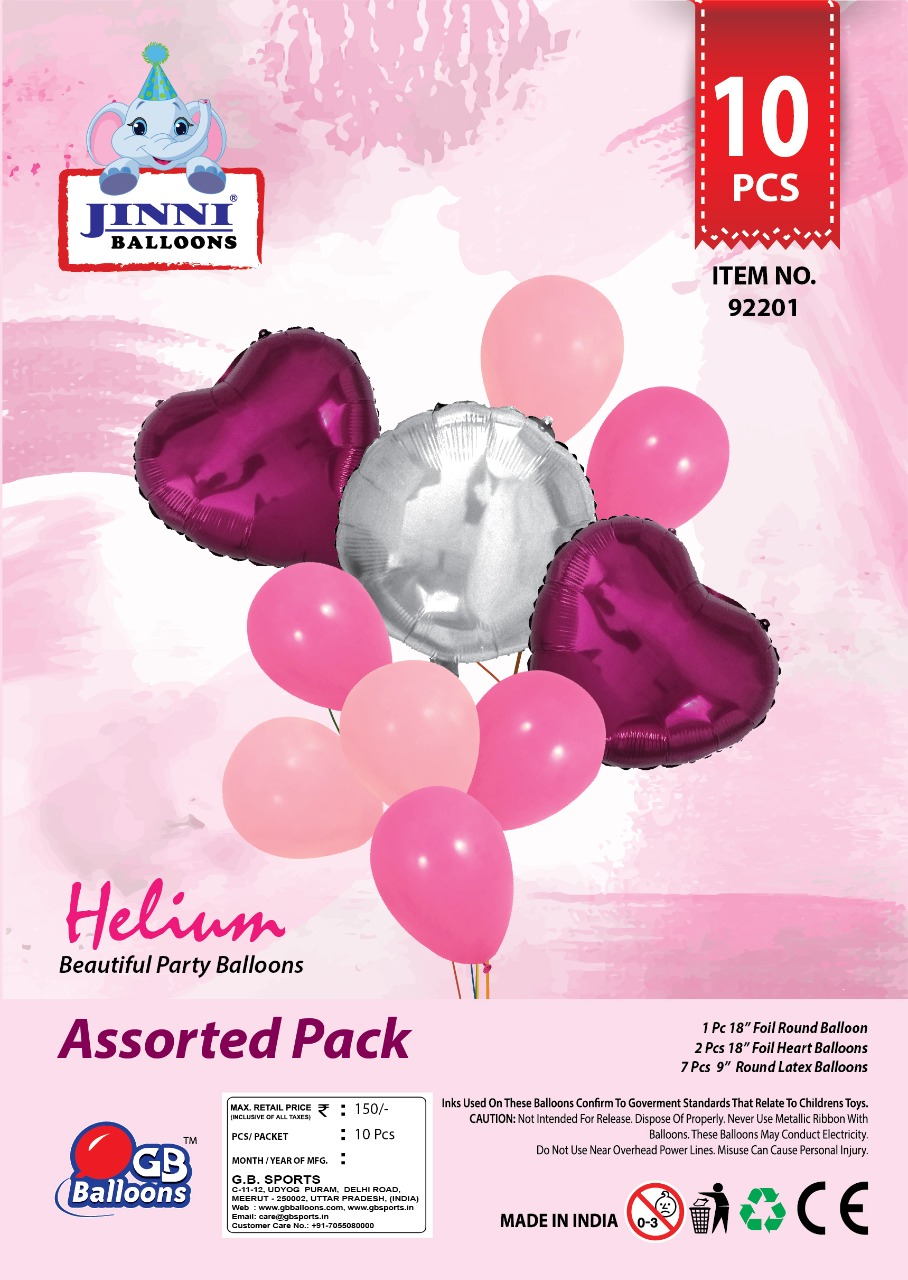 10
PCS
JINNI®
BALLOONS
ITEM NO.
92201
Helium
Beautiful Party Balloons
Assorted Pack
1 Pc 18” Foil Round Balloon
2 Pcs 18” Foil Heart Balloons
7 Pcs 9” Round Latex Balloons
GB TM
Balloons
MAX. RETAIL PRICE ₹ : 150/-
(INCLUSIVE OF ALL TAXES)
PCS/ PACKET : 10 Pcs
MONTH / YEAR OF MFG. :
G.B. SPORTS
C-11-12, UDYOG PURAM, DELHI ROAD,
MEERUT - 250002, UTTAR PRADESH, (INDIA)
Web : www.gbballoons.com, www.gbsports.in
Email: care@gbsports.in
Customer Care No.: +91-7055080000
Inks Used On These Balloons Confirm To Goverment Standards That Relate To Childrens Toys.
CAUTION: Not Intended For Release. Dispose Of Properly. Never Use Metallic Ribbon With
Balloons. These Balloons May Conduct Electricity.
Do Not Use Near Overhead Power Lines. Misuse Can Cause Personal Injury.
MADE IN INDIA
0-3
CE